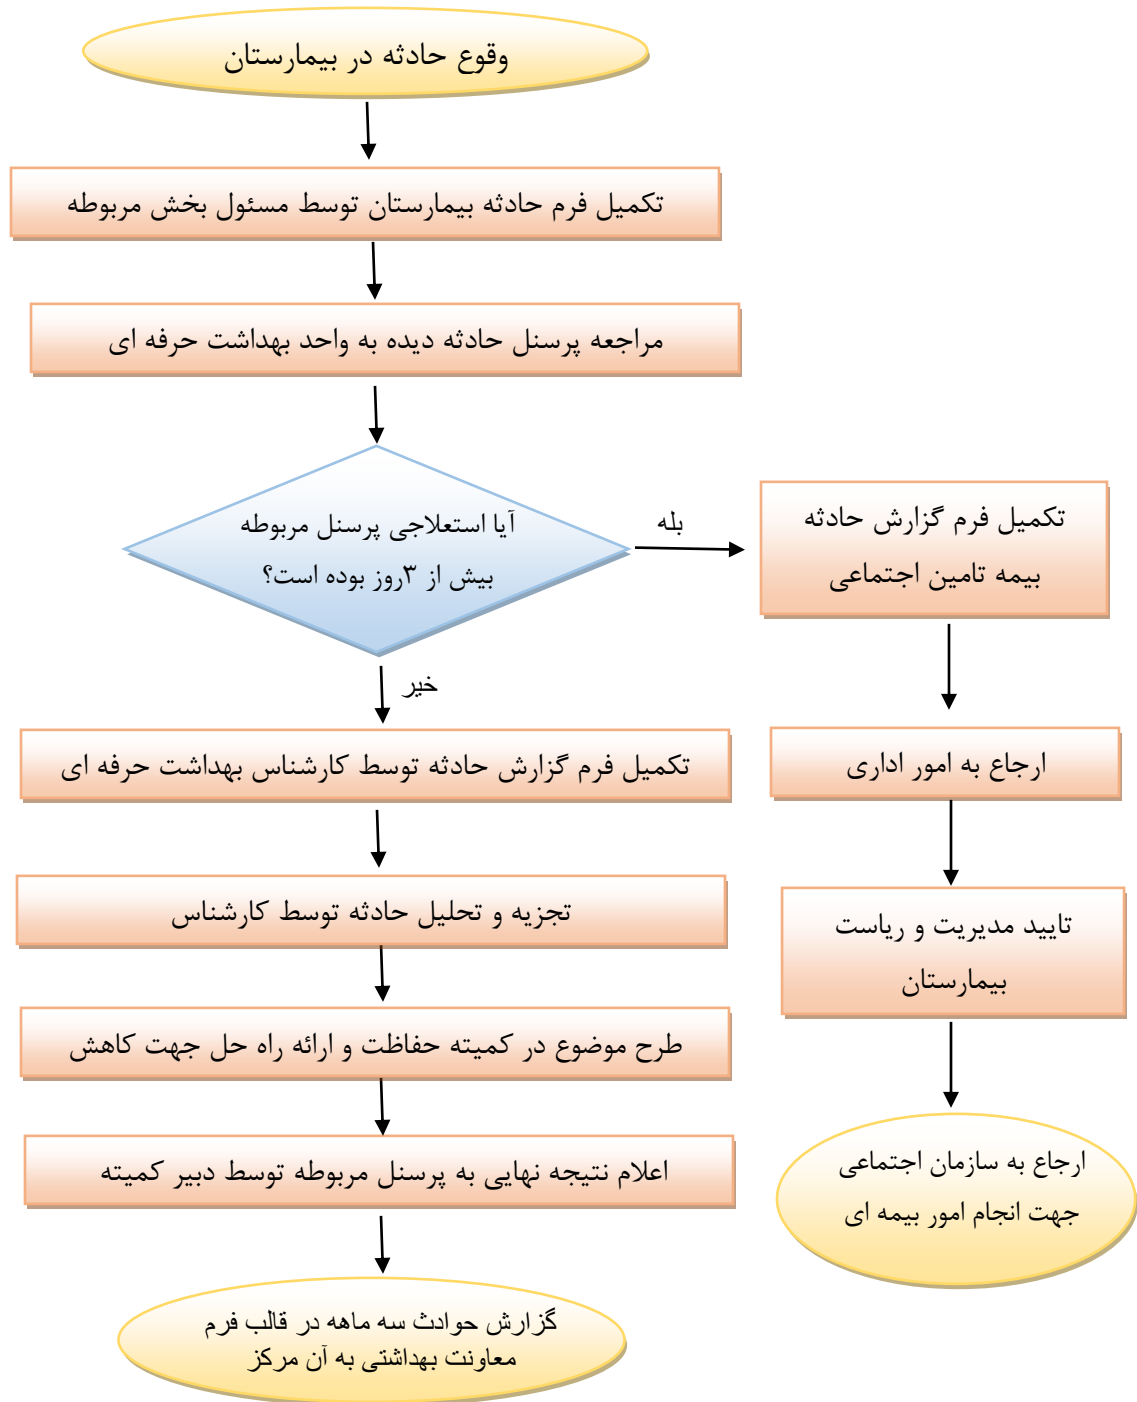 وقوع حادثه در بیمارستان
تکمیل فرم حادثه بیمارستان توسط مسئول بخش مربوطه
مراجعه پرسنل حادثه دیده به واحد بهداشت حرفه ای
آیا استعلاجی پرسنل مربوطه
بیش از ۳روز بوده است؟
بله
تکمیل فرم گزارش حادثه
بیمه تامین اجتماعی
ارجاع به امور اداری
تایید مدیریت و ریاست
بیمارستان
ارجاع به سازمان اجتماعی
جهت انجام امور بیمه ای
خیر
تکمیل فرم گزارش حادثه توسط کارشناس بهداشت حرفه ای
تجزیه و تحلیل حادثه توسط کارشناس
طرح موضوع در کمیته حفاظت و ارائه راه حل جهت کاهش
اعلام نتیجه نهایی به پرسنل مربوطه توسط دبیر کمیته
گزارش حوادث سه ماهه در قالب فرم
معاونت بهداشتی به آن مرکز